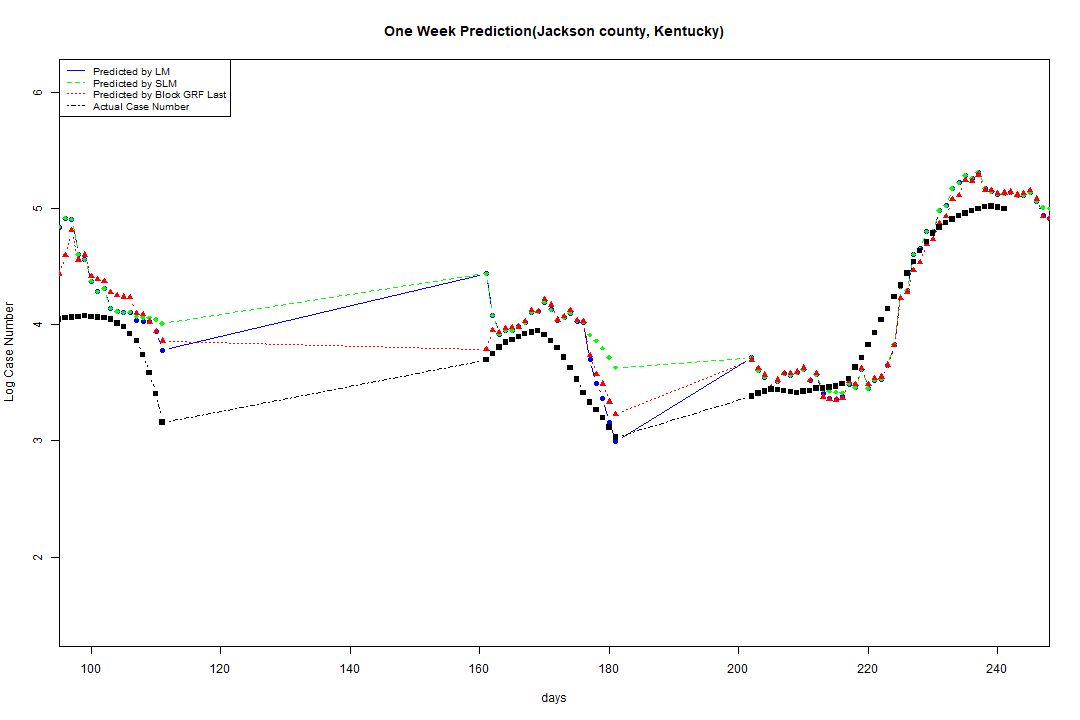 One Week Prediction(Jackson county, Kentucky)
Predicted by LM
Predicted by SLM
Predicted by Block GRF Last
Actual Case Number
6
5
4
3
2
Log Case Number
100 120 140 160 180 200 220 240
days